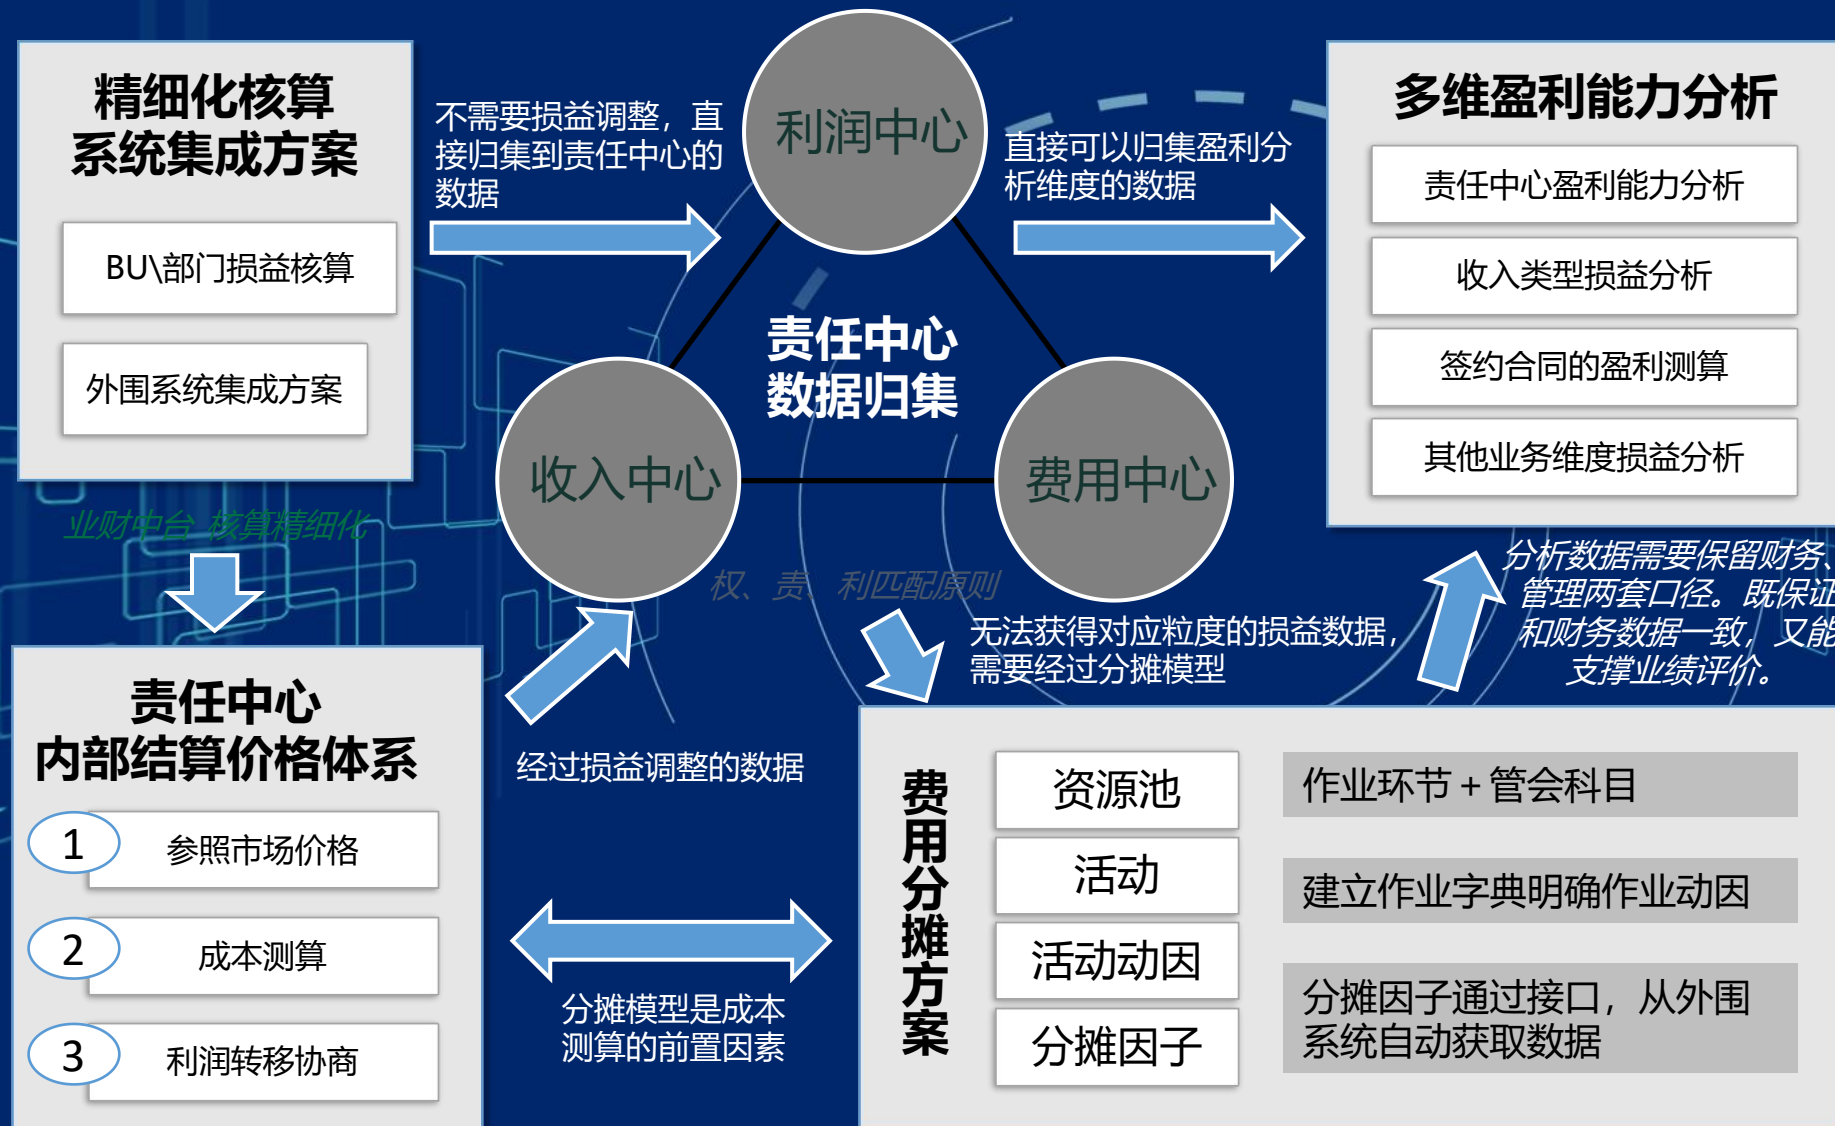 精细化核算
系统集成方案
BU\部门损益核算
外围系统集成方案
不需要损益调整，直
接归集到责任中心的
数据
利润中心
直接可以归集盈利分
析维度的数据
多维盈利能力分析
责任中心盈利能力分析
收入类型损益分析
签约合同的盈利测算
其他业务维度损益分析
责任中心
数据归集
收入中心
费用中心
业财中台 核算精细化
权、责、利匹配原则
分析数据需要保留财务、
管理两套口径。既保证
和财务数据一致，又能
支撑业绩评价。
无法获得对应粒度的损益数据，
需要经过分摊模型
责任中心
内部结算价格体系
1
参照市场价格
2
成本测算
3
利润转移协商
经过损益调整的数据
分摊模型是成本
测算的前置因素
费用分摊方案
资源池
活动
活动动因
分摊因子
作业环节+管会科目
建立作业字典明确作业动因
分摊因子通过接口，从外围
系统自动获取数据